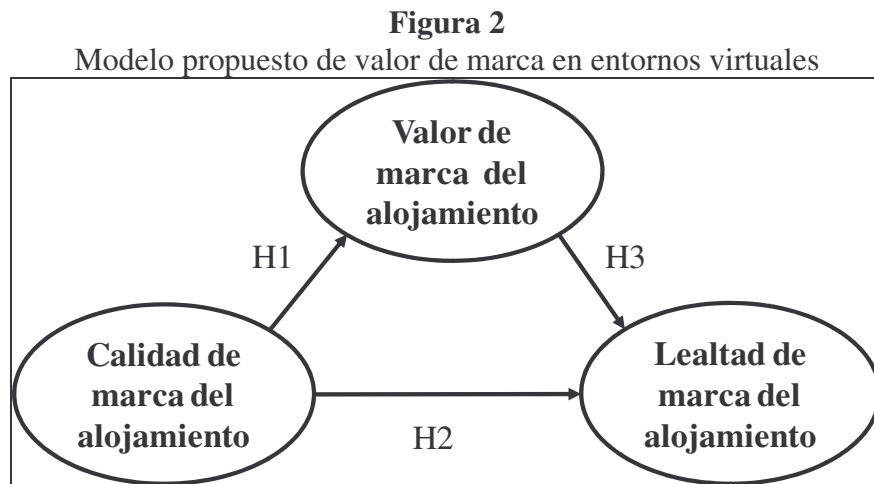 Figura 2
Modelo propuesto de valor de marca en entornos virtuales
Valor de
marca del
alojamiento
H1
H3
Calidad de
marca del
alojamiento
Lealtad de
marca del
alojamiento
H2